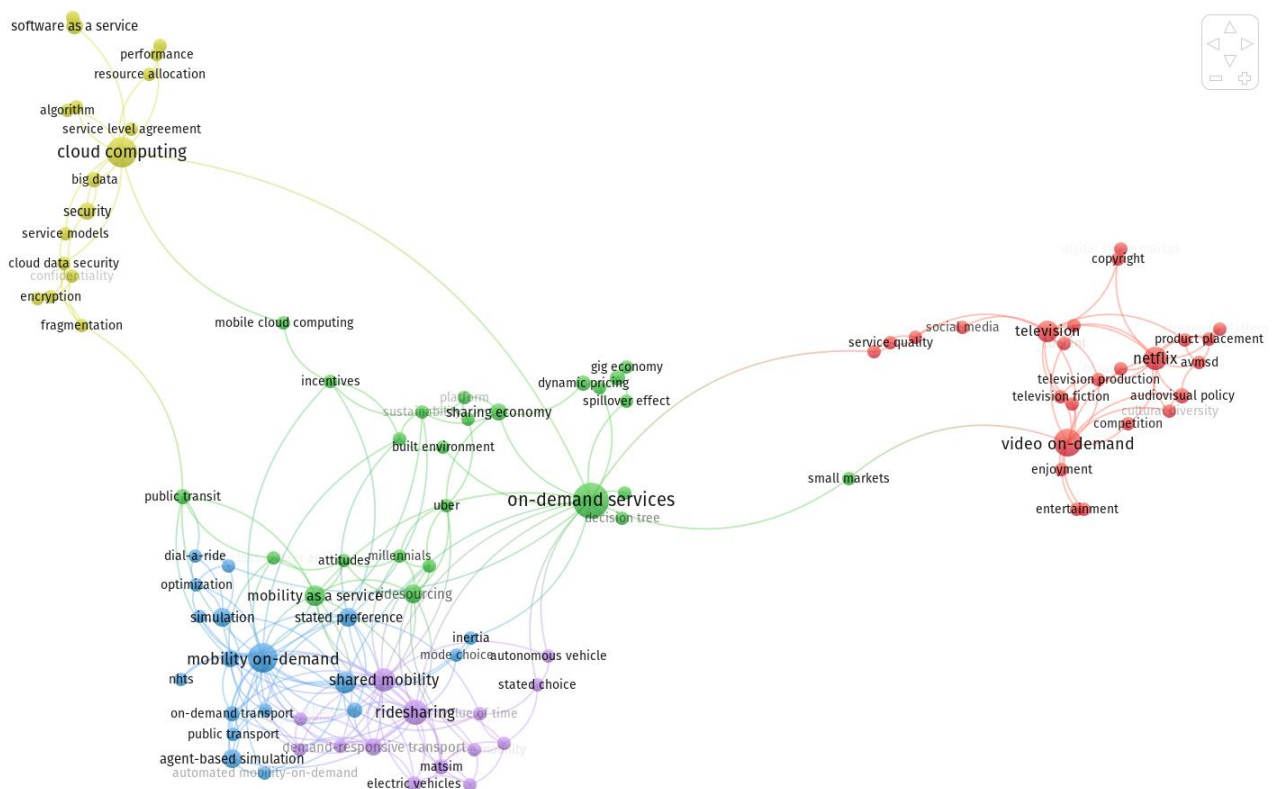 software as a service
performance
resource allocation
algorithm
service level agreement
cloud computing
big data
security
service models
cloud data security
confidentiality
encryption
fragmentation
mobile cloud computing
incentives
gig economy
dynamic pricing
spillover effect
platform
sharing economy
built environment
on-demand services
decision tree
uber
public transit
small markets
copyright
social media
television
service quality
product placement
netflix
avmsd
television production
television fiction
audiovisual policy
cultural diversity
competition
video on-demand
enjoyment
entertainment
dial-a-ride
attitudes
millennials
optimization
mobility as a service
ridesourcing
simulation
stated preference
inertia
mode choice
autonomous vehicle
mobility on-demand
nhts
shared mobility
stated choice
on-demand transport
ridesharing
public transport
demand-responsive transport
agent-based simulation
matsim
automated mobility-on-demand
electric vehicles